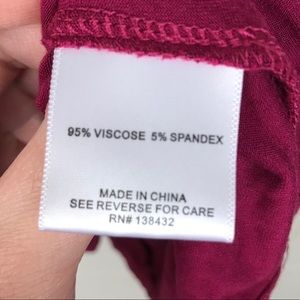 95% VISCOSE 5% SPANDEX
MADE IN CHINA
SEE REVERSE FOR CARE
RN# 138432